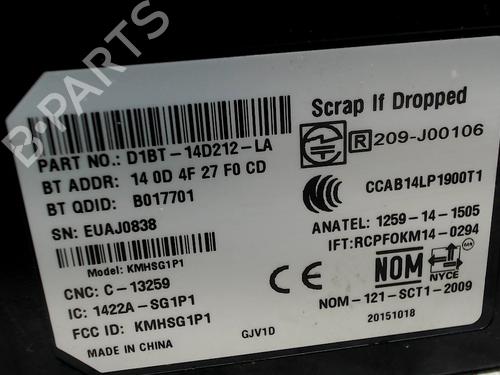 B-PARTS
Scrap If Dropped
R 209-J00106
PART NO.: D1BT-14D212-LA
BT ADDR: 14 0D 4F 27 F0 CD
BT QDID: B017701
SN: EUAJ0838
CCAB14LP1900T1
ANATEL: 1259-14-1505
IFT:RCPFOKM14-0294
Model: KMHSG1P1
CNC: C-13259
IC: 1422A-SG1P1
FCC ID: KMHSG1P1
MADE IN CHINA
GJV1D
CE
NOM
NYCE
NOM-121-SCT1-2009
20151018